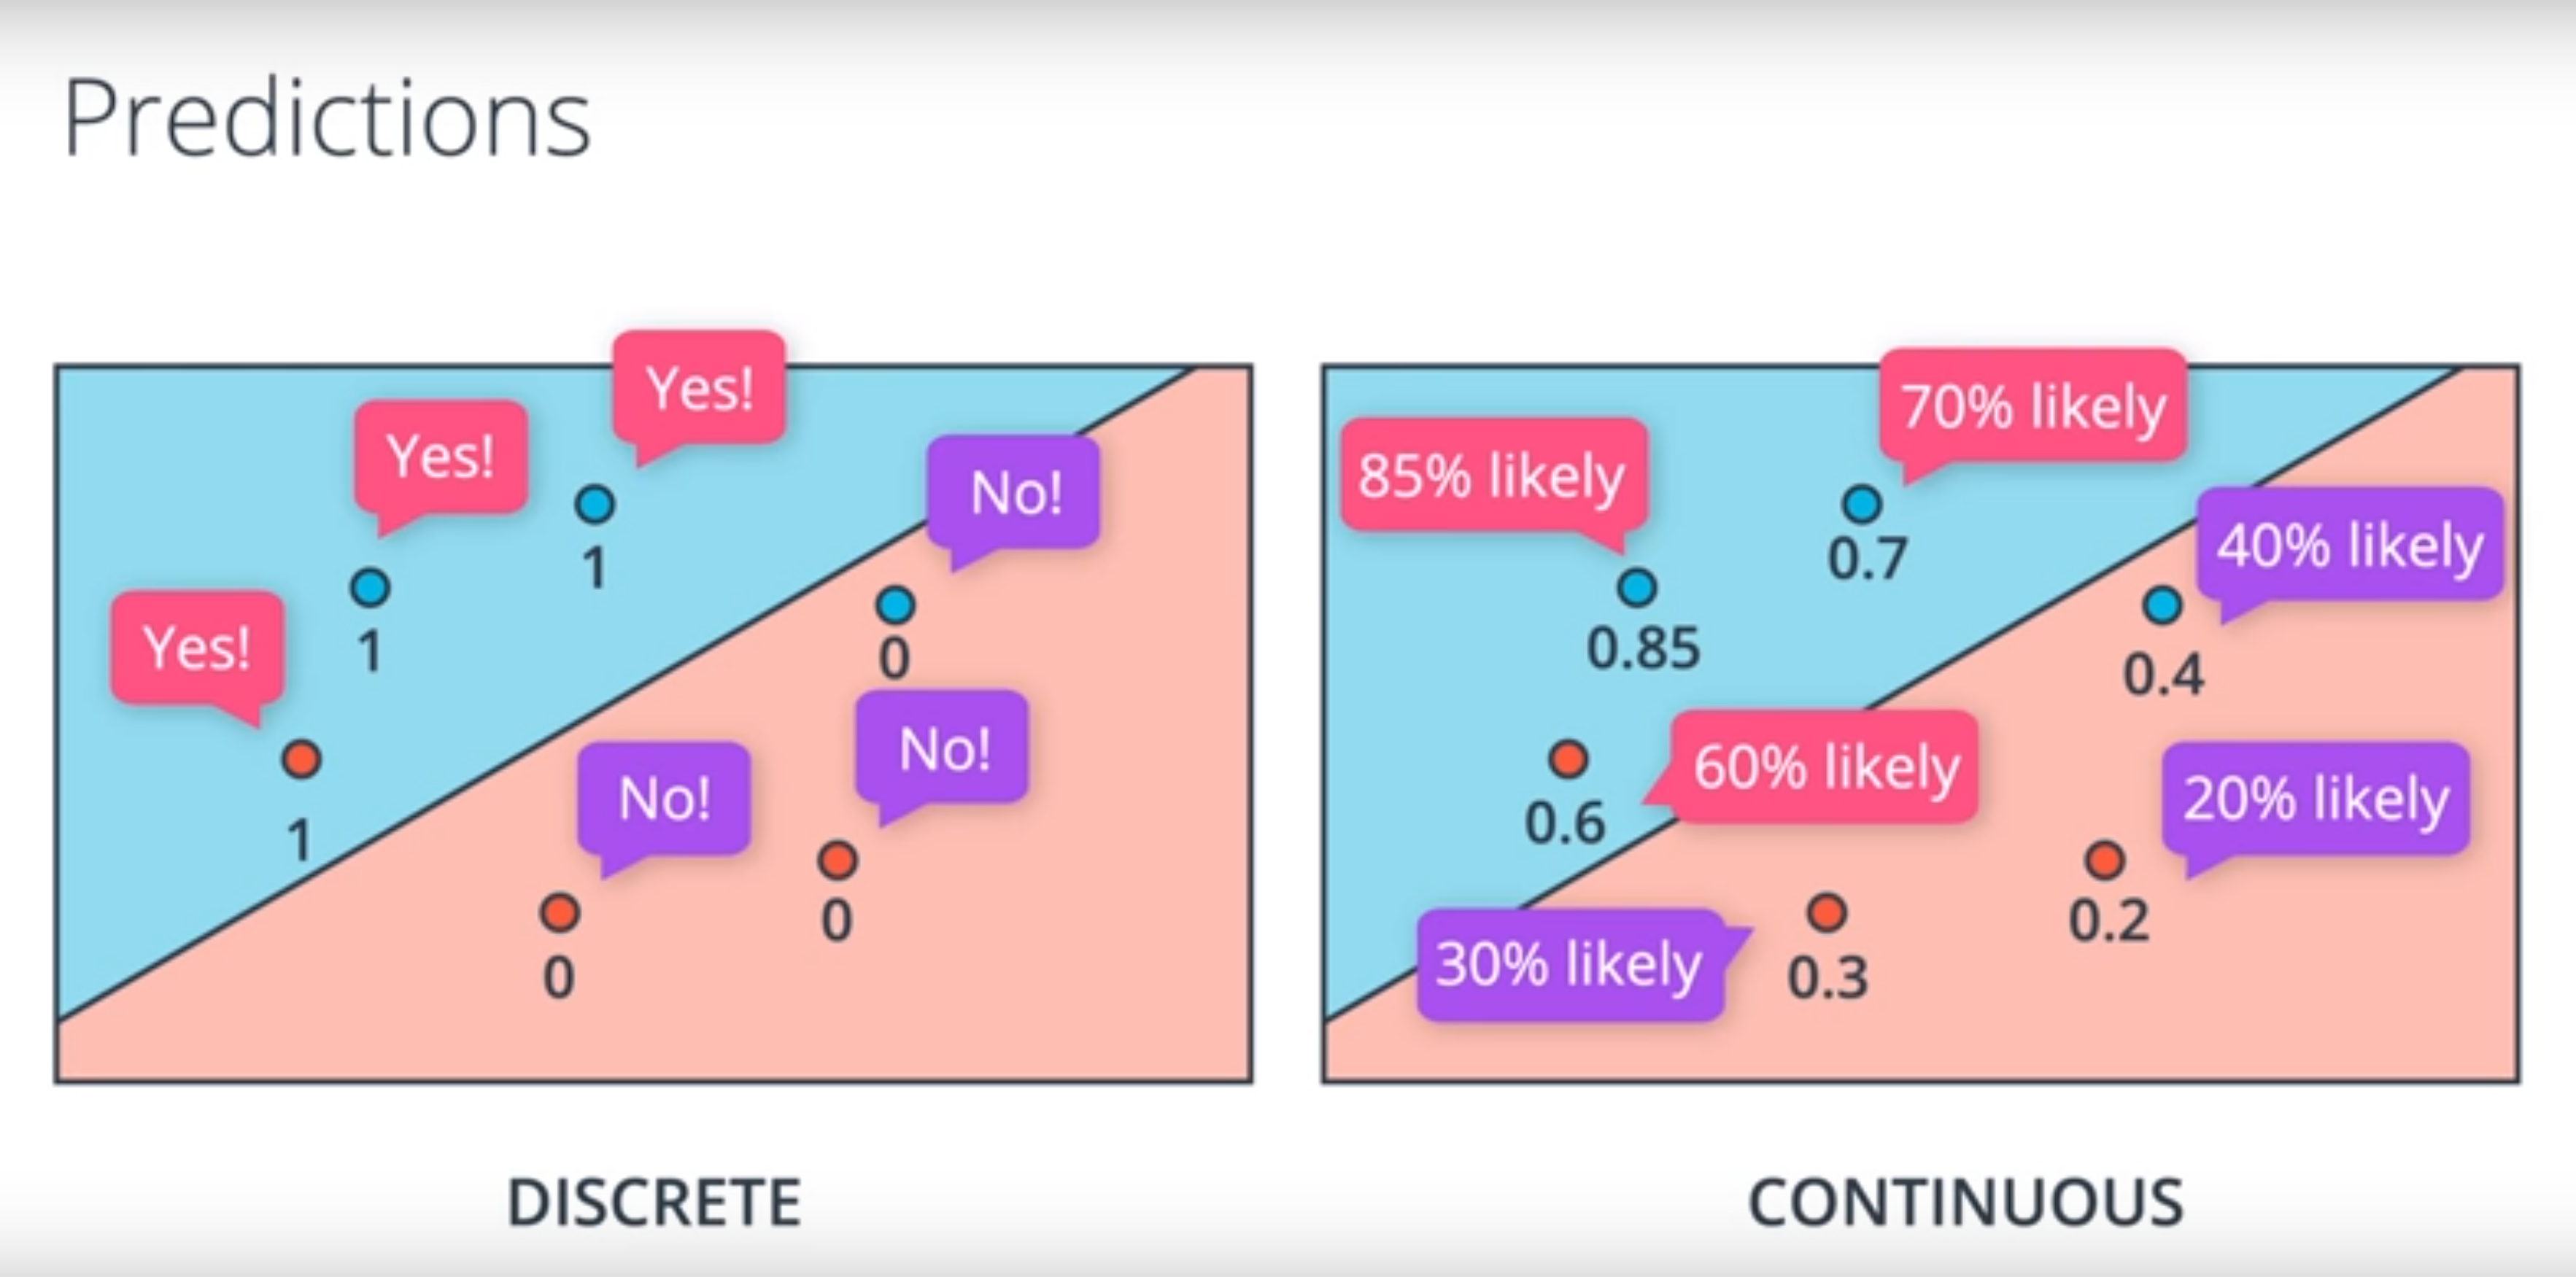 Predictions
Yes!
Yes!
No!
1
1
Yes!
0
No!
No!
1
0
0
DISCRETE
70% likely
85% likely
0.7
40% likely
0.85
0.4
60% likely
0.6
20% likely
0.2
30% likely
0.3
CONTINUOUS